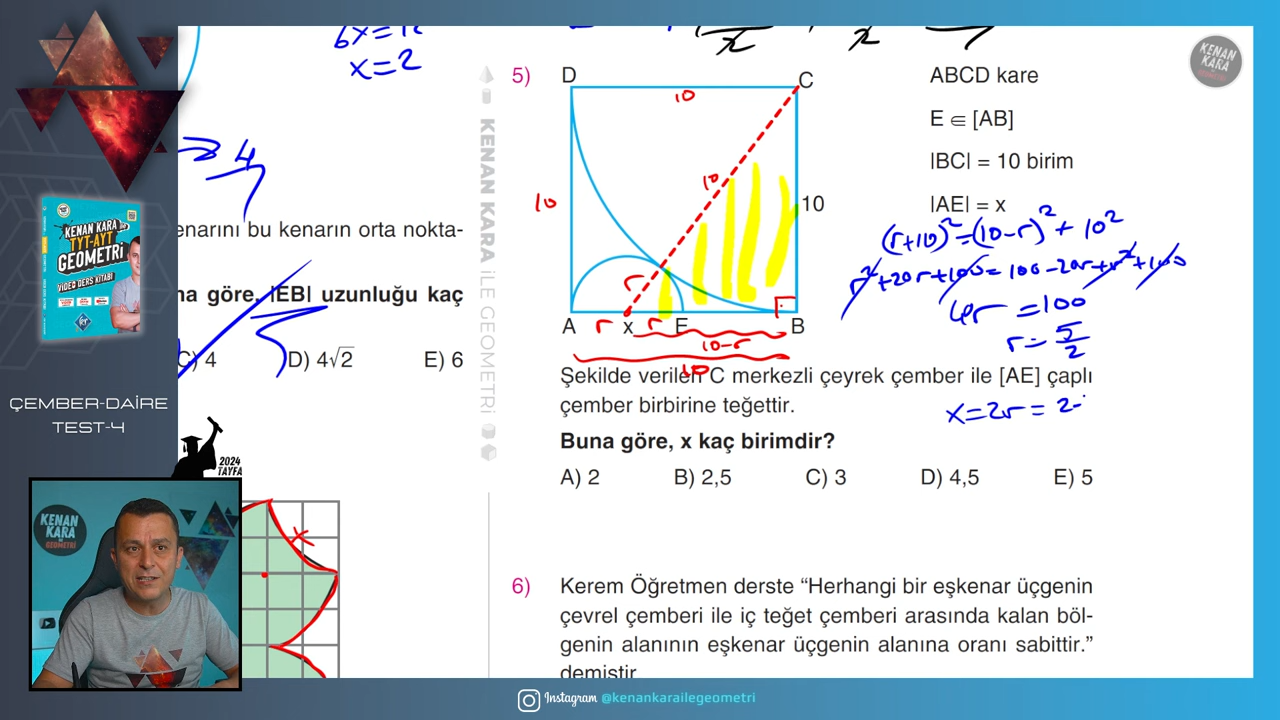 6x=12
x=2
4
enarını bu kenarın orta nokta-
na göre, |EB| uzunluğu kaç
C) 4 D) 4√2 E) 6
5
KENAN KARA TYT-AYT GEOMETRİ
VİDEO DERS KİTABI
ÇEMBER-DAİRE
TEST-4
2024
TAYFA
KENAN KARA
GEOMETRİ
x
KENAN KARA İLE GEOMETRİ
x
x
5)
D
C
10
10
10
10
r
A r x r E B
10-r
10
ABCD kare
E ∈ [AB]
|BC| = 10 birim
|AE| = x
(r+10)²=(10-r)²+10²
r²+20r+100=100-20r+r²+100
40r=100
r=5/2
x=2r=2·
Şekilde verilen C merkezli çeyrek çember ile [AE] çaplı
çember birbirine teğettir.
Buna göre, x kaç birimdir?
A) 2 B) 2,5 C) 3 D) 4,5 E) 5
6)
Kerem Öğretmen derste “Herhangi bir eşkenar üçgenin
çevrel çemberi ile iç teğet çemberi arasında kalan böl-
genin alanının eşkenar üçgenin alanına oranı sabittir.”
demiştir
KENAN
KARA
GEOMETRİ
Instagram @kenankarailegeometri